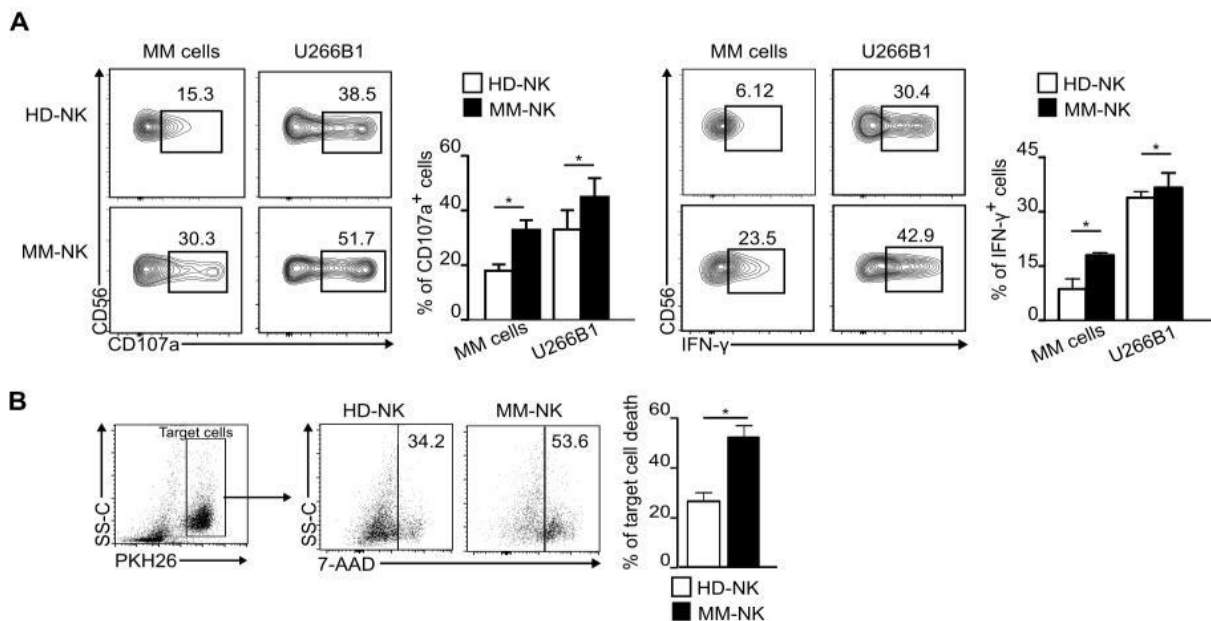 A
MM cells
U266B1
HD-NK
15.3
38.5
MM-NK
30.3
51.7
CD56
CD107a
HD-NK
MM-NK
% of CD107a+ cells
60
40
20
0
*
*
MM cells
U266B1
MM cells
U266B1
6.12
30.4
23.5
42.9
CD56
IFN-γ
HD-NK
MM-NK
% of IFN-γ+ cells
45
30
15
0
*
*
MM cells
U266B1
B
Target cells
SS-C
PKH26
HD-NK
MM-NK
34.2
53.6
SS-C
7-AAD
% of target cell death
60
40
20
0
*
HD-NK
MM-NK